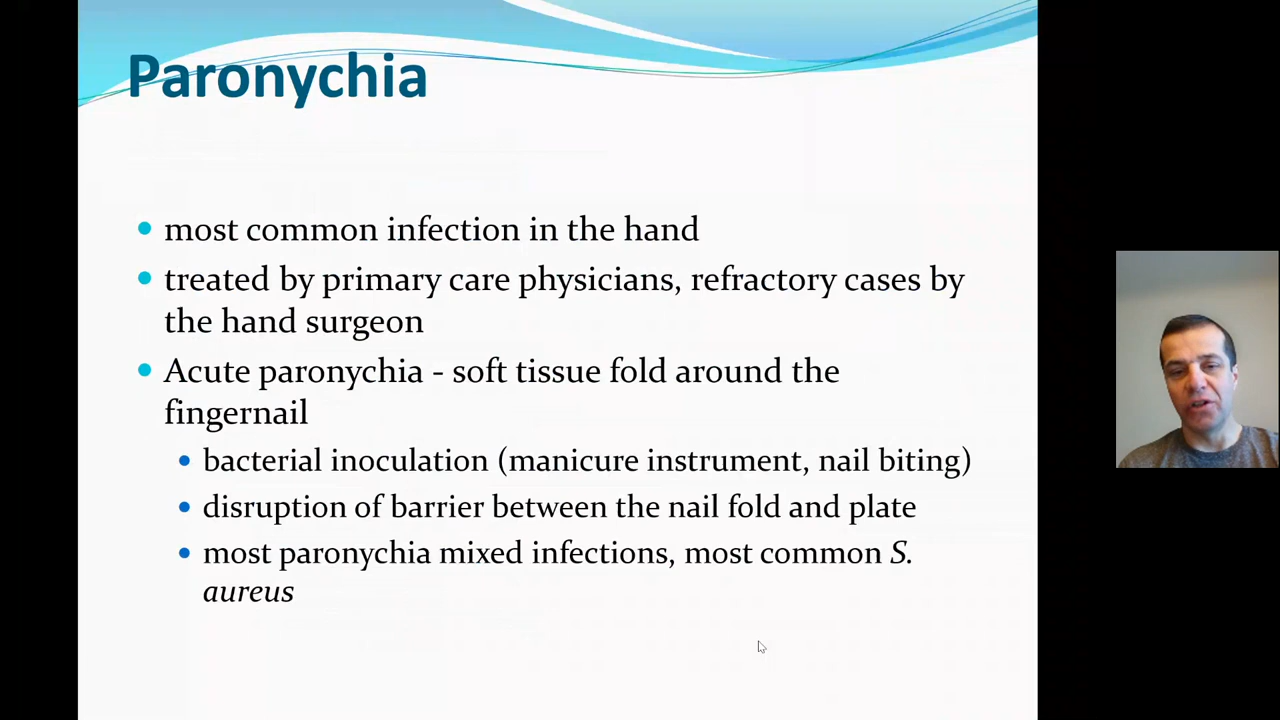 Paronychia
most common infection in the hand
treated by primary care physicians, refractory cases by
the hand surgeon
Acute paronychia - soft tissue fold around the
fingernail
bacterial inoculation (manicure instrument, nail biting)
disruption of barrier between the nail fold and plate
most paronychia mixed infections, most common S.
aureus